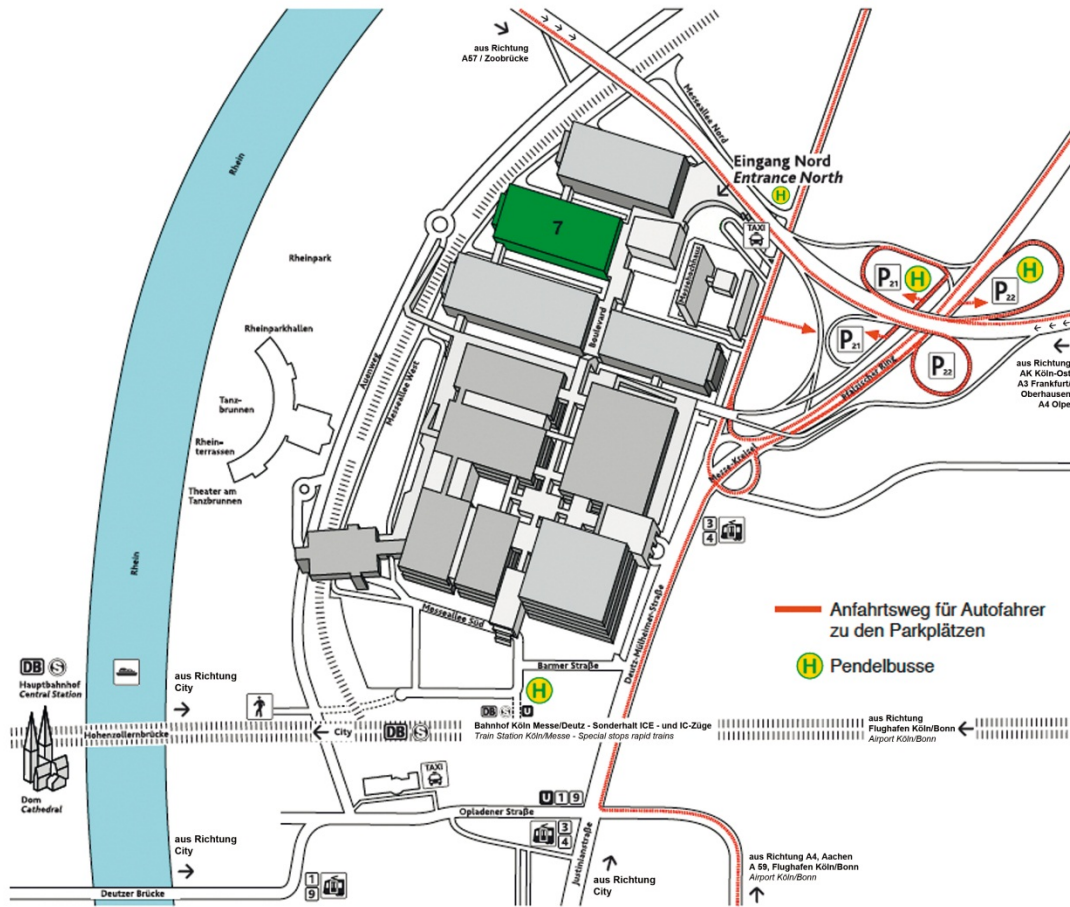 aus Richtung
A57 / Zoobrücke
Messeallee Nord
Eingang Nord
Entrance North
H
TAXI
Rhein
7
Messehochhaus
Rheinpark
P21
H
H
P22
Boulevard
Rheinparkhallen
P21
P22
aus Richtung
AK Köln-Ost
A3 Frankfurt/
Oberhausen
A4 Olpe
Auenweg
Messeallee West
Pfälzischer Ring
Tanz-
brunnen
Rhein-
terrassen
Messe-Kreisel
Theater am
Tanzbrunnen
3
4
Rhein
Deutz-Mülheimer-Straße
Messeallee Süd
Anfahrtsweg für Autofahrer
zu den Parkplätzen
H Pendelbusse
Barmer Straße
DB S
Hauptbahnhof
Central Station
aus Richtung
City
H
DB S U
Hohenzollernbrücke
City
DB S
Bahnhof Köln Messe/Deutz - Sonderhalt ICE - und IC-Züge
Train Station Köln/Messe - Special stops rapid trains
aus Richtung
Flughafen Köln/Bonn
Airport Köln/Bonn
TAXI
Dom
Cathedral
U 1 9
Opladener Straße
3
4
aus Richtung
City
Justinianstraße
aus Richtung
City
aus Richtung A4, Aachen
A 59, Flughafen Köln/Bonn
Airport Köln/Bonn
1
9
Deutzer Brücke